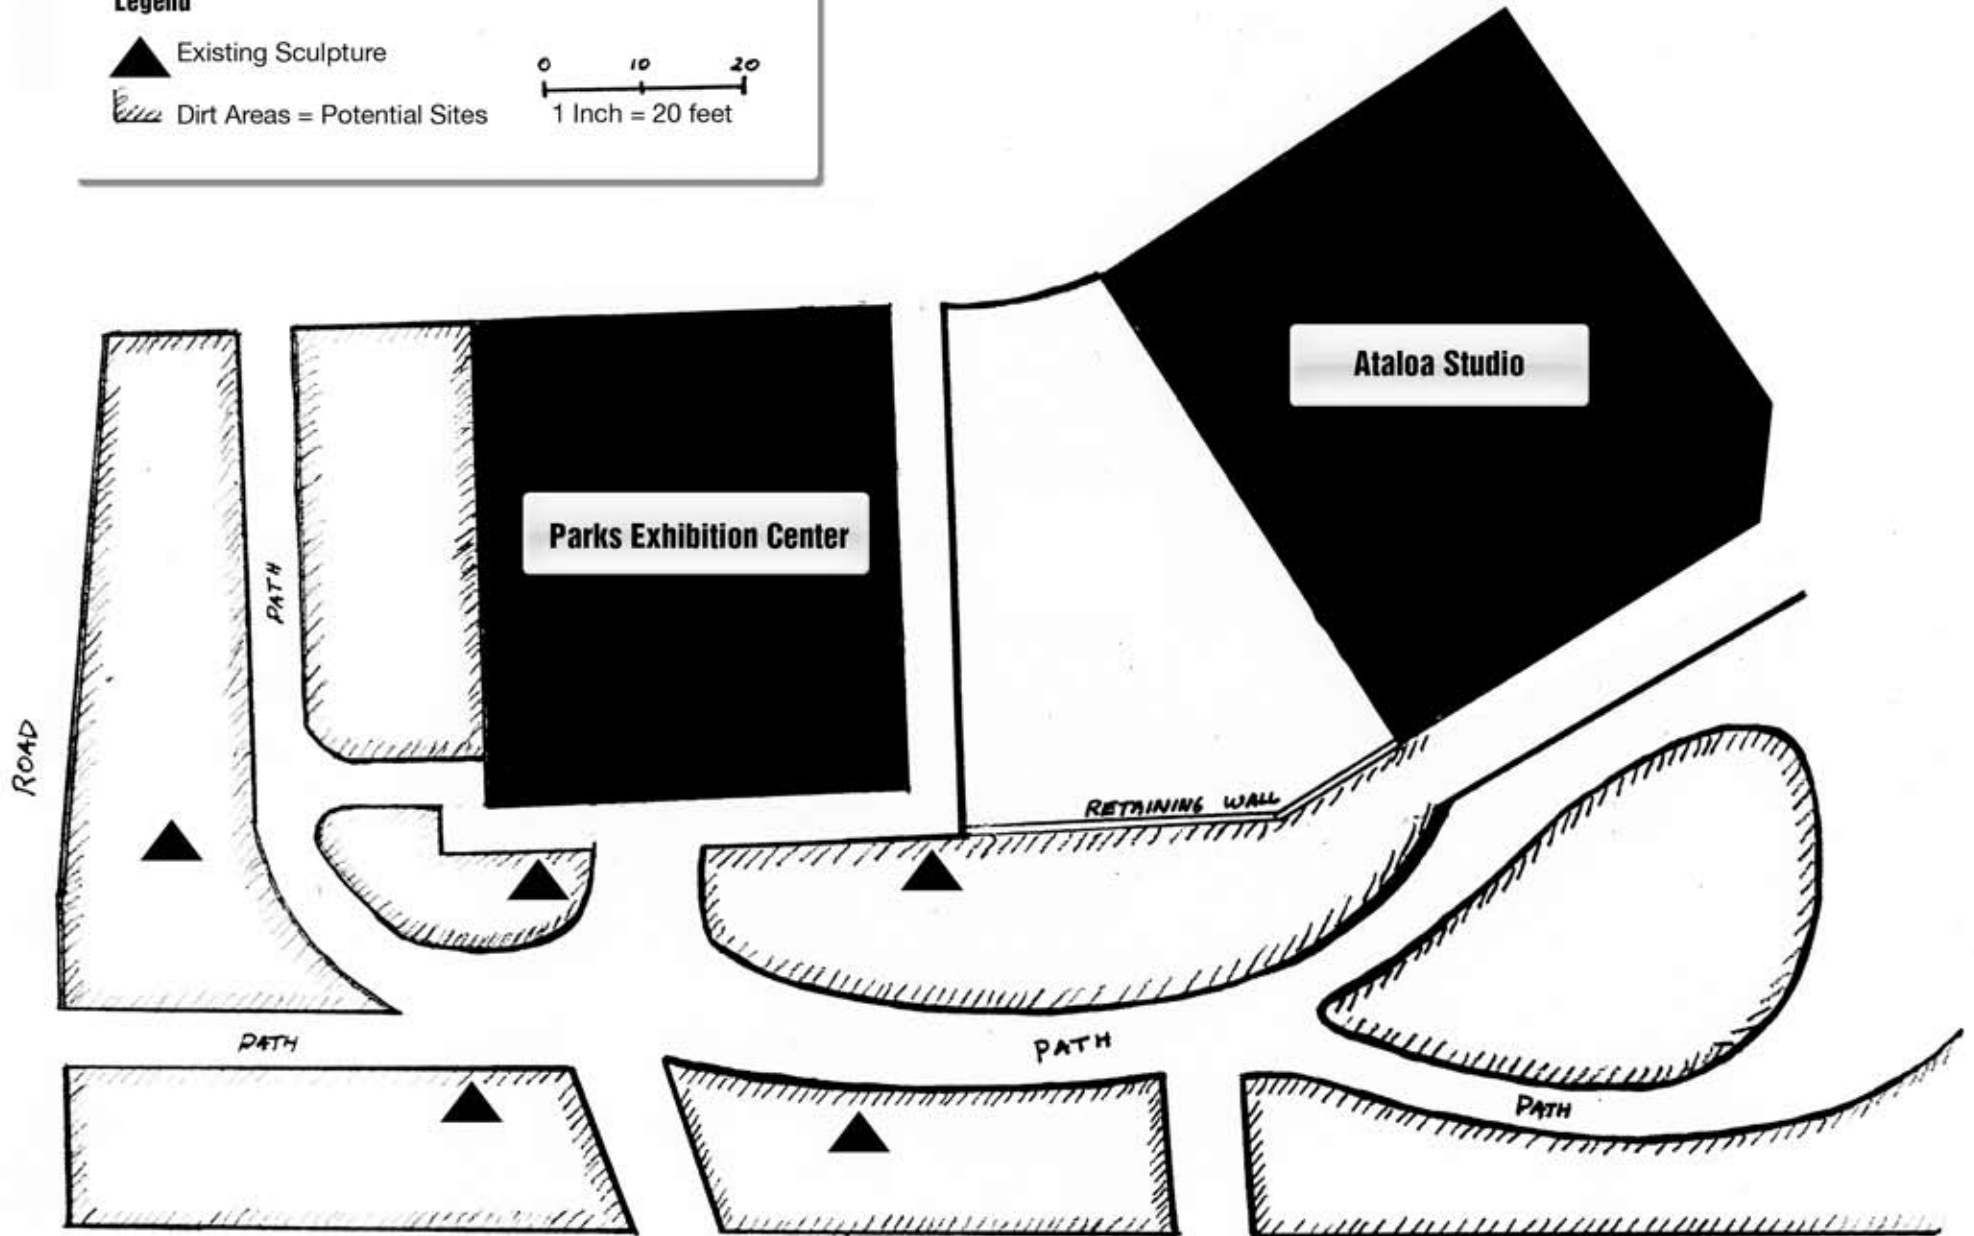 Legend
Existing Sculpture
0 10 20
Dirt Areas = Potential Sites
1 Inch = 20 feet
Ataloa Studio
Parks Exhibition Center
PATH
ROAD
RETAINING WALL
PATH
PATH
PATH